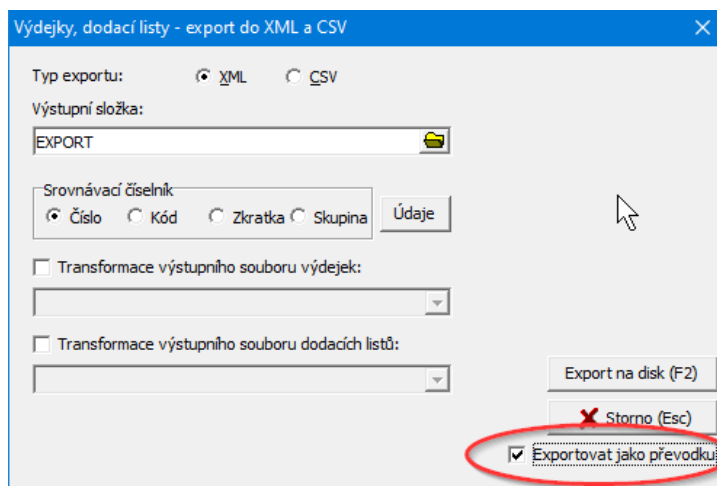 Výdejky, dodací listy - export do XML a CSV
Typ exportu: XML CSV
Výstupní složka:
EXPORT
Srovnávací číselník
Číslo Kód Zkratka Skupina Údaje
Transformace výstupního souboru výdejek:
Transformace výstupního souboru dodacích listů:
Export na disk (F2)
Storno (Esc)
Exportovat jako převodku